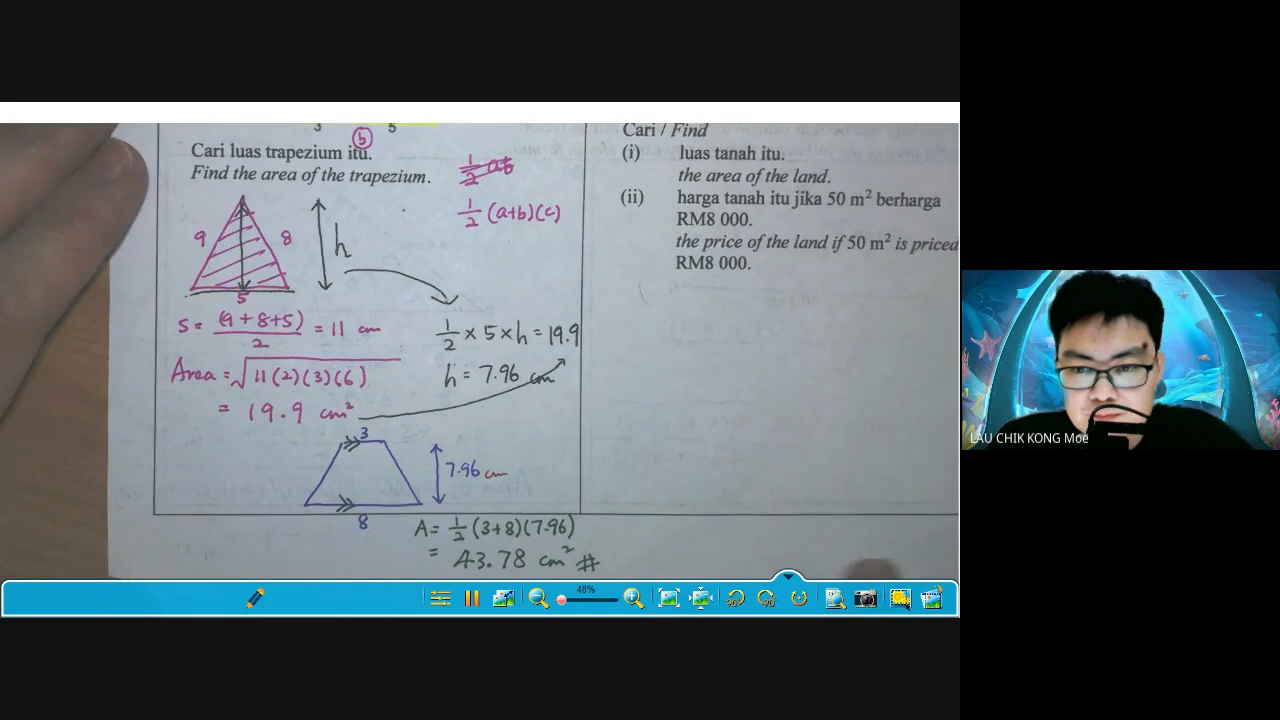 3 5
b
Cari luas trapezium itu.
Find the area of the trapezium.
1/2 ab
1/2 (a+b)(c)
9 8
5
h
S = (9+8+5)/2 = 11 cm
Area = √11(2)(3)(6)
= 19.9 cm²
1/2 × 5 × h = 19.9
h = 7.96 cm
3
7.96 cm
8
A = 1/2 (3+8)(7.96)
= 43.78 cm² #
Cari / Find
(i) luas tanah itu.
the area of the land.
(ii) harga tanah itu jika 50 m² berharga
RM8 000.
the price of the land if 50 m² is priced
RM8 000.
LAU CHIK KONG Moe
48%